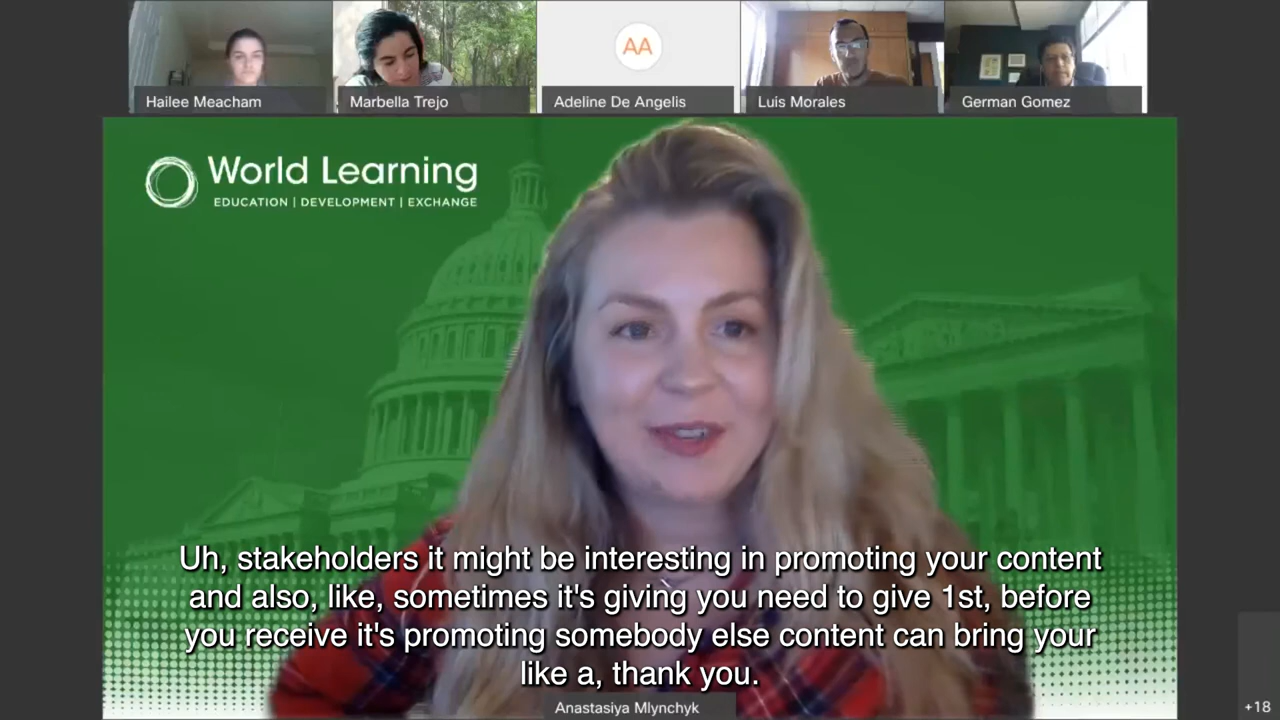 Hailee Meacham
Marbella Trejo
AA
Adeline De Angelis
Luis Morales
German Gomez
World Learning
EDUCATION | DEVELOPMENT | EXCHANGE
Uh, stakeholders it might be interesting in promoting your content
and also, like, sometimes it's giving you need to give 1st, before
you receive it's promoting somebody else content can bring your
like a, thank you.
Anastasiya Mlynchyk
+18